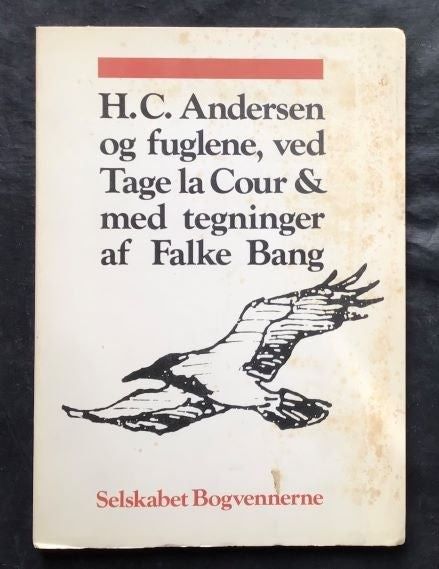 H.C. Andersen
og fuglene, ved
Tage la Cour &
med tegninger
af Falke Bang
Selskabet Bogvennerne